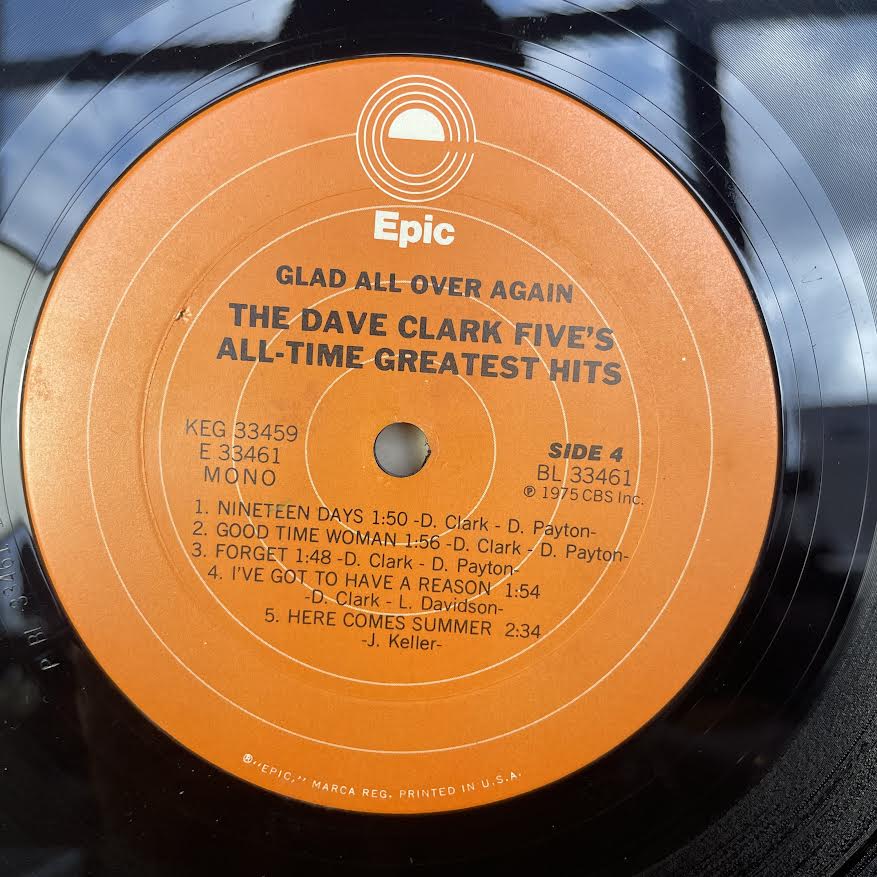 Epic
GLAD ALL OVER AGAIN
THE DAVE CLARK FIVE'S
ALL-TIME GREATEST HITS
KEG 33459
E 33461
MONO
SIDE 4
BL 33461
℗ 1975 CBS Inc.
1. NINETEEN DAYS 1:50 -D. Clark - D. Payton-
2. GOOD TIME WOMAN 1:56 -D. Clark - D. Payton-
3. FORGET 1:48 -D. Clark - D. Payton-
4. I'VE GOT TO HAVE A REASON 1:54
-D. Clark - L. Davidson-
5. HERE COMES SUMMER 2:34
-J. Keller-
®"EPIC," MARCA REG. PRINTED IN U.S.A.